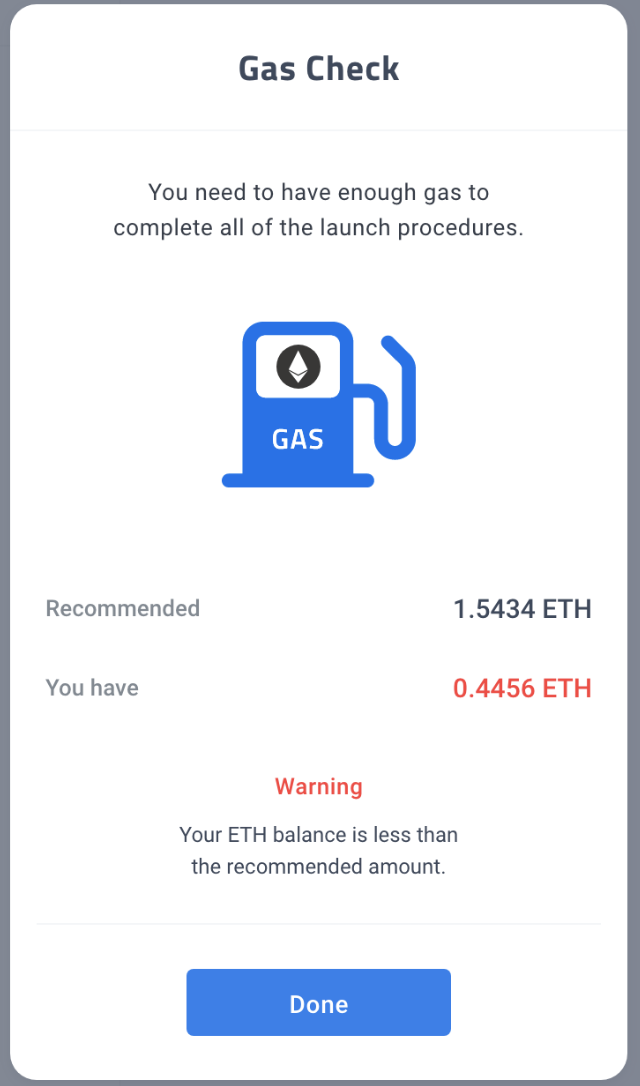 Gas Check
You need to have enough gas to
complete all of the launch procedures.
GAS
Recommended
1.5434 ETH
You have
0.4456 ETH
Warning
Your ETH balance is less than
the recommended amount.
Done